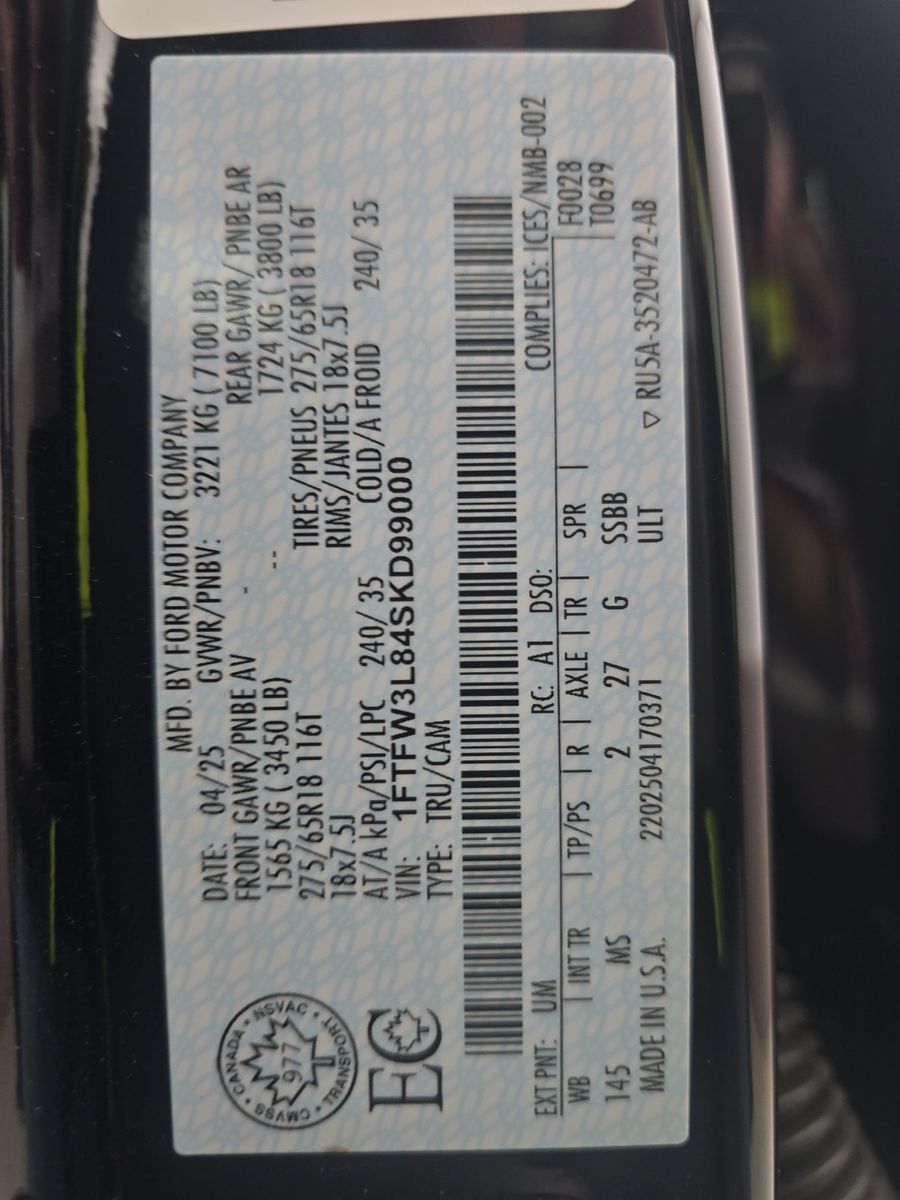 MFD. BY FORD MOTOR COMPANY
DATE: 04/25 GVWR/PNBV: 3221 KG ( 7100 LB)
FRONT GAWR/PNBE AV - REAR GAWR/ PNBE AR
1565 KG ( 3450 LB) -- 1724 KG ( 3800 LB)
275/65R18 116T TIRES/PNEUS 275/65R18 116T
18x7.5J RIMS/JANTES 18x7.5J
AT/A kPa/PSI/LPC 240/ 35 COLD/A FROID 240/ 35
VIN: 1FTFW3L84SKD99000
TYPE: TRU/CAM
CANADA • NSVAC • TRANSPORT • CMVSS
977 T
EC
EXT PNT: UM RC: A1 DSO: COMPLIES: ICES/NMB-002
WB | INT TR | TP/PS | R | AXLE | TR | SPR | F0028
145 MS 2 27 G SSBB T0699
MADE IN U.S.A. 2202504170371 ULT ▽ RU5A-3520472-AB